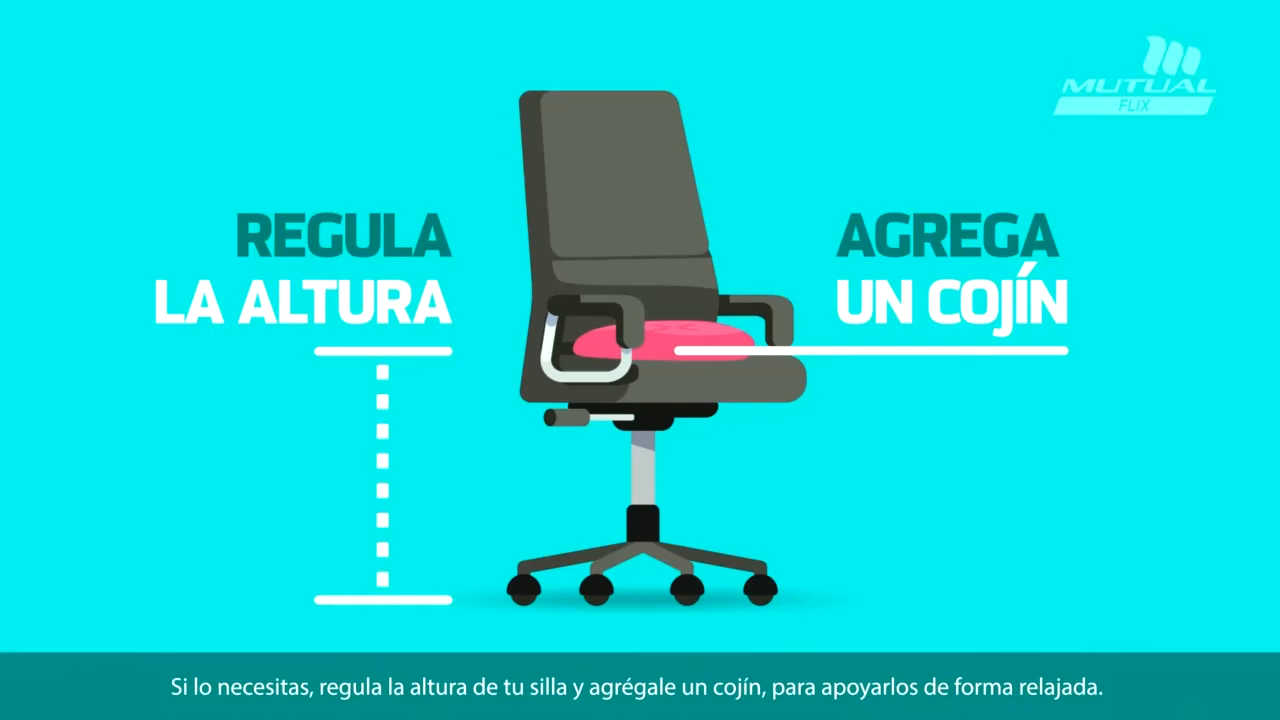 MUTUAL
FLIX
REGULA
LA ALTURA
AGREGA
UN COJÍN
Si lo necesitas, regula la altura de tu silla y agrégale un cojín, para apoyarlos de forma relajada.